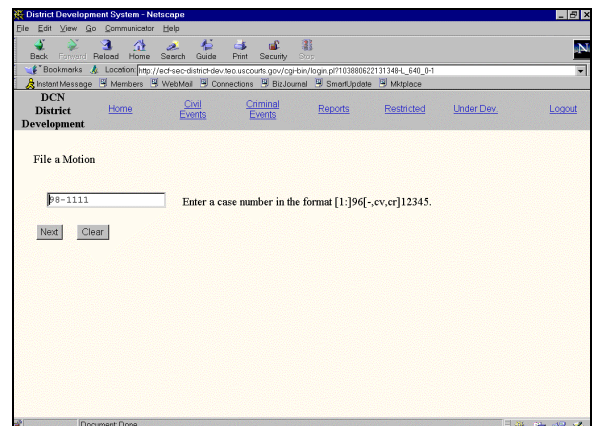 District Development System - Netscape
File Edit View Go Communicator Help
Back Forward Reload Home Search Guide Print Security Stop
Bookmarks Location: http://ecf-sec-district-dev.teo.uscourts.gov/cgi-bin/login.pl?103880622131348-L_640_0-1
Instant Message Members WebMail Connections BizJournal SmartUpdate Mktplace
DCN
District
Development
Home
Civil
Events
Criminal
Events
Reports
Restricted
Under Dev.
Logout
File a Motion
98-1111 Enter a case number in the format [1:]96[-,cv,cr]12345.
Next Clear
Document: Done